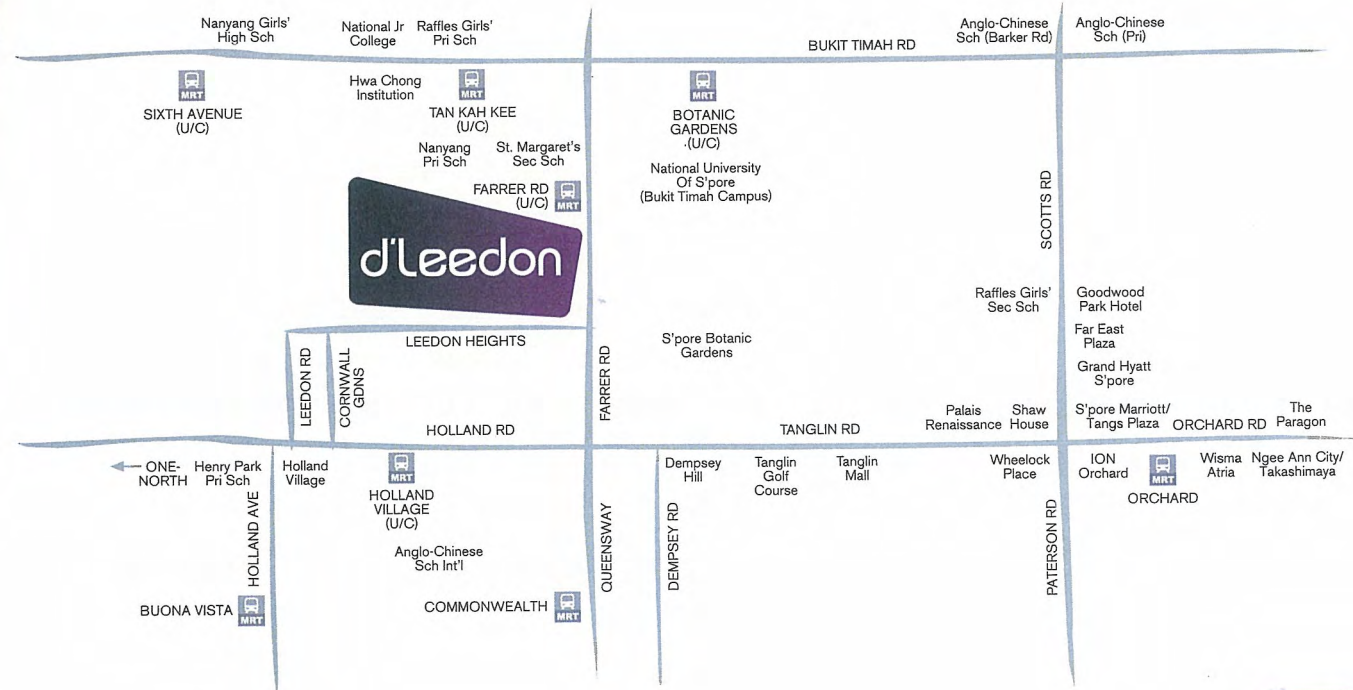 Nanyang Girls'
High Sch
National Jr
College
Raffles Girls'
Pri Sch
Anglo-Chinese
Sch (Barker Rd)
Anglo-Chinese
Sch (Pri)
BUKIT TIMAH RD
MRT
SIXTH AVENUE
(U/C)
Hwa Chong
Institution
MRT
TAN KAH KEE
(U/C)
MRT
BOTANIC
GARDENS
(U/C)
Nanyang
Pri Sch
St. Margaret's
Sec Sch
National University
Of S'pore
(Bukit Timah Campus)
FARRER RD
(U/C)
MRT
SCOTTS RD
d'Leedon
Raffles Girls'
Sec Sch
Goodwood
Park Hotel
LEEDON HEIGHTS
S'pore Botanic
Gardens
Far East
Plaza
LEEDON RD
CORNWALL
GDNS
FARRER RD
Grand Hyatt
S'pore
HOLLAND RD
TANGLIN RD
Palais
Renaissance
Shaw
House
S'pore Marriott/
Tangs Plaza
ORCHARD RD
The
Paragon
ONE-
NORTH
Henry Park
Pri Sch
Holland
Village
MRT
HOLLAND
VILLAGE
(U/C)
Dempsey
Hill
Tanglin
Golf
Course
Tanglin
Mall
Wheelock
Place
ION
Orchard
MRT
ORCHARD
Wisma
Atria
Ngee Ann City/
Takashimaya
HOLLAND AVE
Anglo-Chinese
Sch Int'l
QUEENSWAY
DEMPSEY RD
PATERSON RD
BUONA VISTA
MRT
COMMONWEALTH
MRT